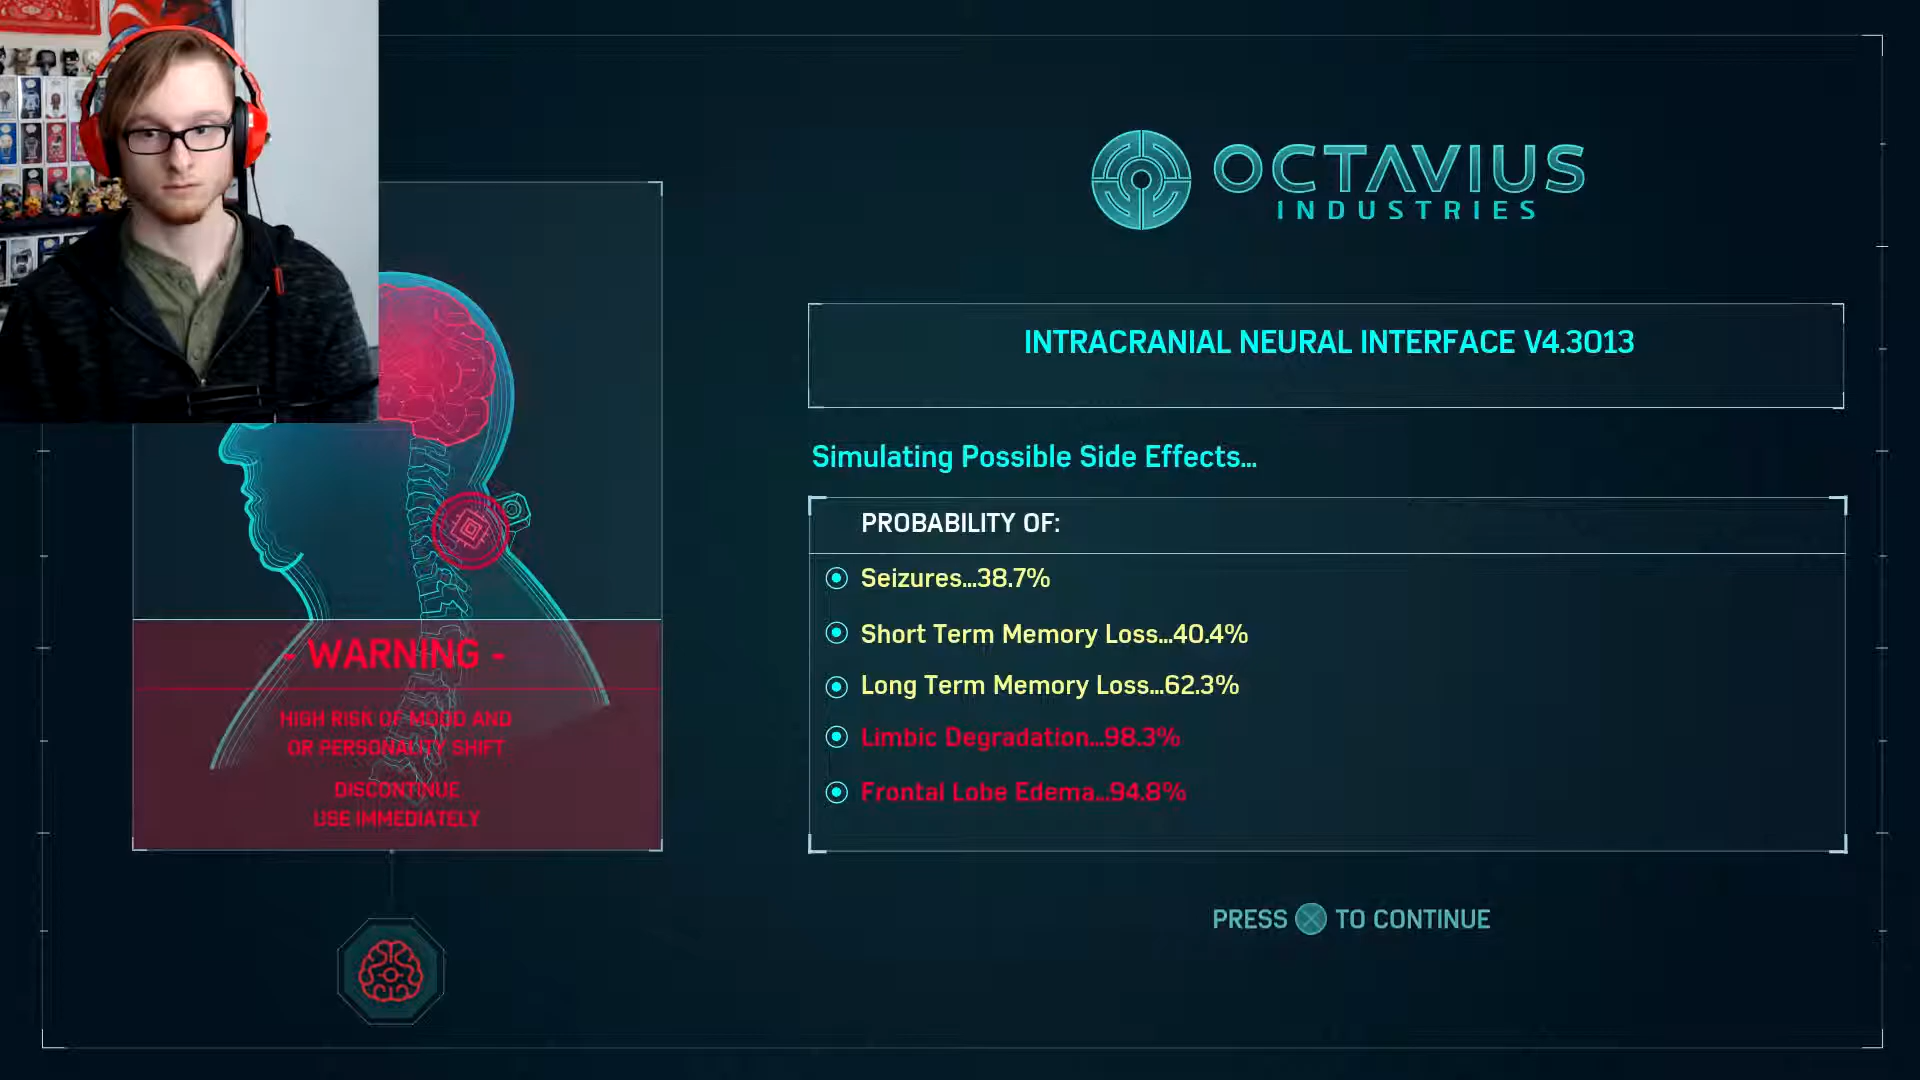 OCTAVIUS
INDUSTRIES
INTRACRANIAL NEURAL INTERFACE V4.3013
Simulating Possible Side Effects...
PROBABILITY OF:
Seizures...38.7%
Short Term Memory Loss...40.4%
Long Term Memory Loss...62.3%
Limbic Degradation...98.3%
Frontal Lobe Edema...94.8%
- WARNING -
HIGH RISK OF MOOD AND
OR PERSONALITY SHIFT
DISCONTINUE
USE IMMEDIATELY
PRESS TO CONTINUE